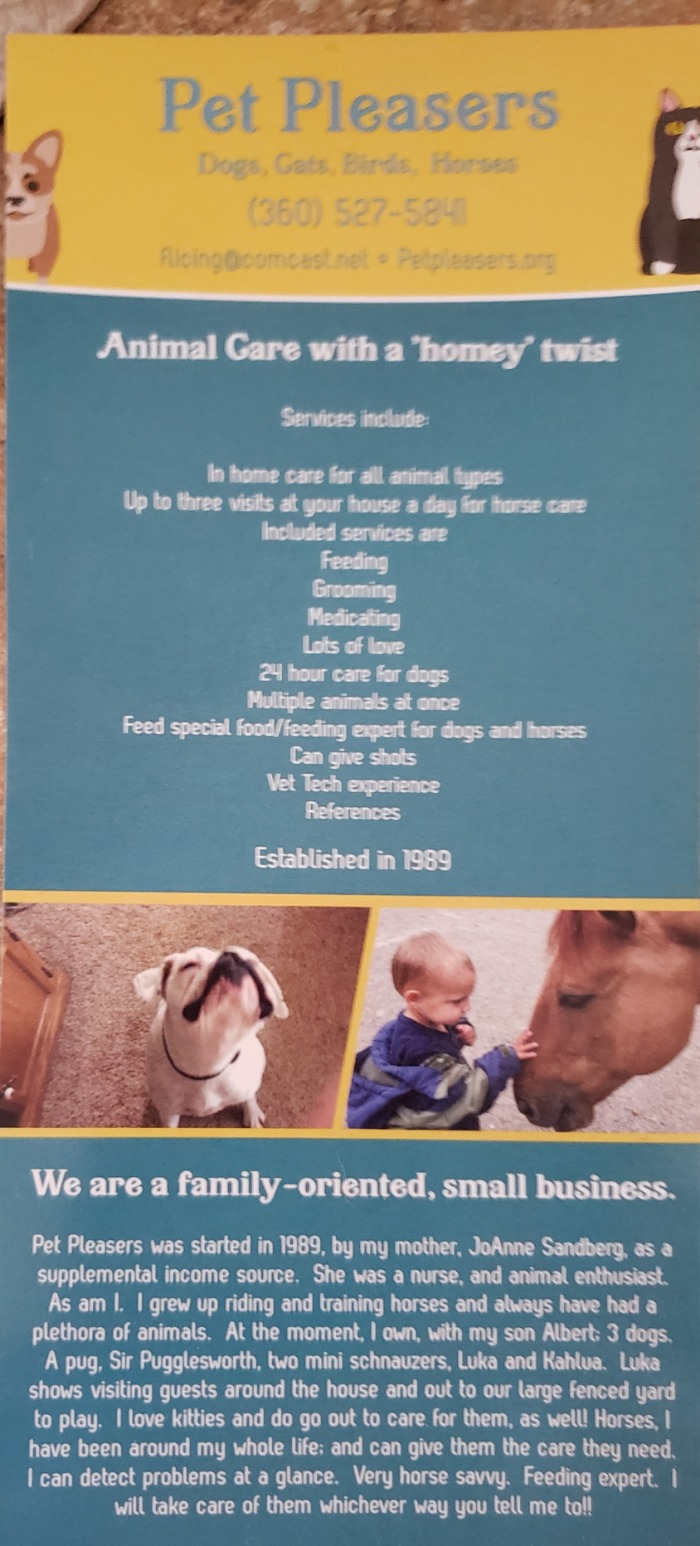 Pet Pleasers
Dogs, Cats, Birds, Horses
(360) 527-5841
flicing@comcast.net • Petpleasers.org
Animal Care with a "homey" twist
Services include:
In home care for all animal types
Up to three visits at your house a day for horse care
Included services are
Feeding
Grooming
Medicating
Lots of love
24 hour care for dogs
Multiple animals at once
Feed special food/feeding expert for dogs and horses
Can give shots
Vet Tech experience
References
Established in 1989
We are a family-oriented, small business.
Pet Pleasers was started in 1989, by my mother, JoAnne Sandberg, as a
supplemental income source. She was a nurse, and animal enthusiast.
As am I. I grew up riding and training horses and always have had a
plethora of animals. At the moment, I own, with my son Albert: 3 dogs.
A pug, Sir Pugglesworth, two mini schnauzers, Luka and Kahlua. Luka
shows visiting guests around the house and out to our large fenced yard
to play. I love kitties and do go out to care for them, as well! Horses, I
have been around my whole life; and can give them the care they need.
I can detect problems at a glance. Very horse savvy. Feeding expert. I
will take care of them whichever way you tell me to!!